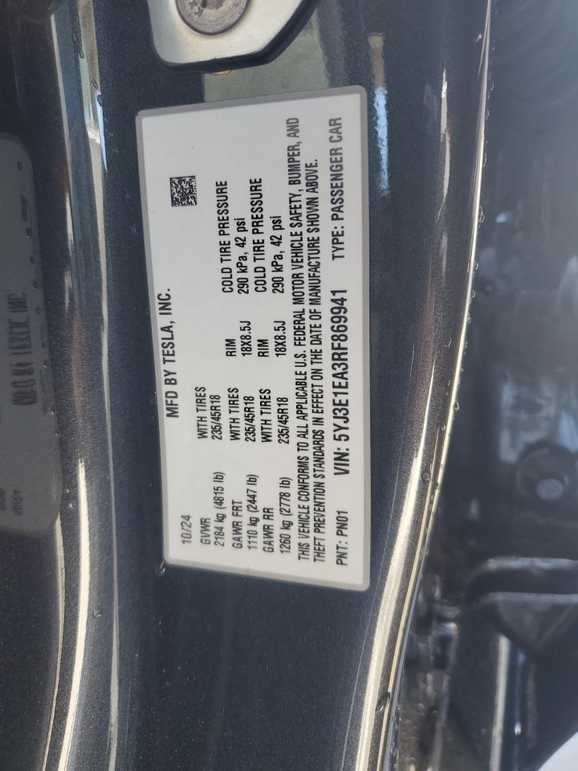 MFD BY TESLA, INC.
10/24
GVWR WITH TIRES RIM COLD TIRE PRESSURE
2184 kg (4815 lb) 235/45R18 18X8.5J 290 kPa, 42 psi
GAWR FRT WITH TIRES RIM COLD TIRE PRESSURE
1110 kg (2447 lb) 235/45R18 18X8.5J 290 kPa, 42 psi
GAWR RR
1260 kg (2778 lb)
THIS VEHICLE CONFORMS TO ALL APPLICABLE U.S. FEDERAL MOTOR VEHICLE SAFETY, BUMPER, AND
THEFT PREVENTION STANDARDS IN EFFECT ON THE DATE OF MANUFACTURE SHOWN ABOVE.
PNT: PN01 VIN: 5YJ3E1EA3RF869941 TYPE: PASSENGER CAR